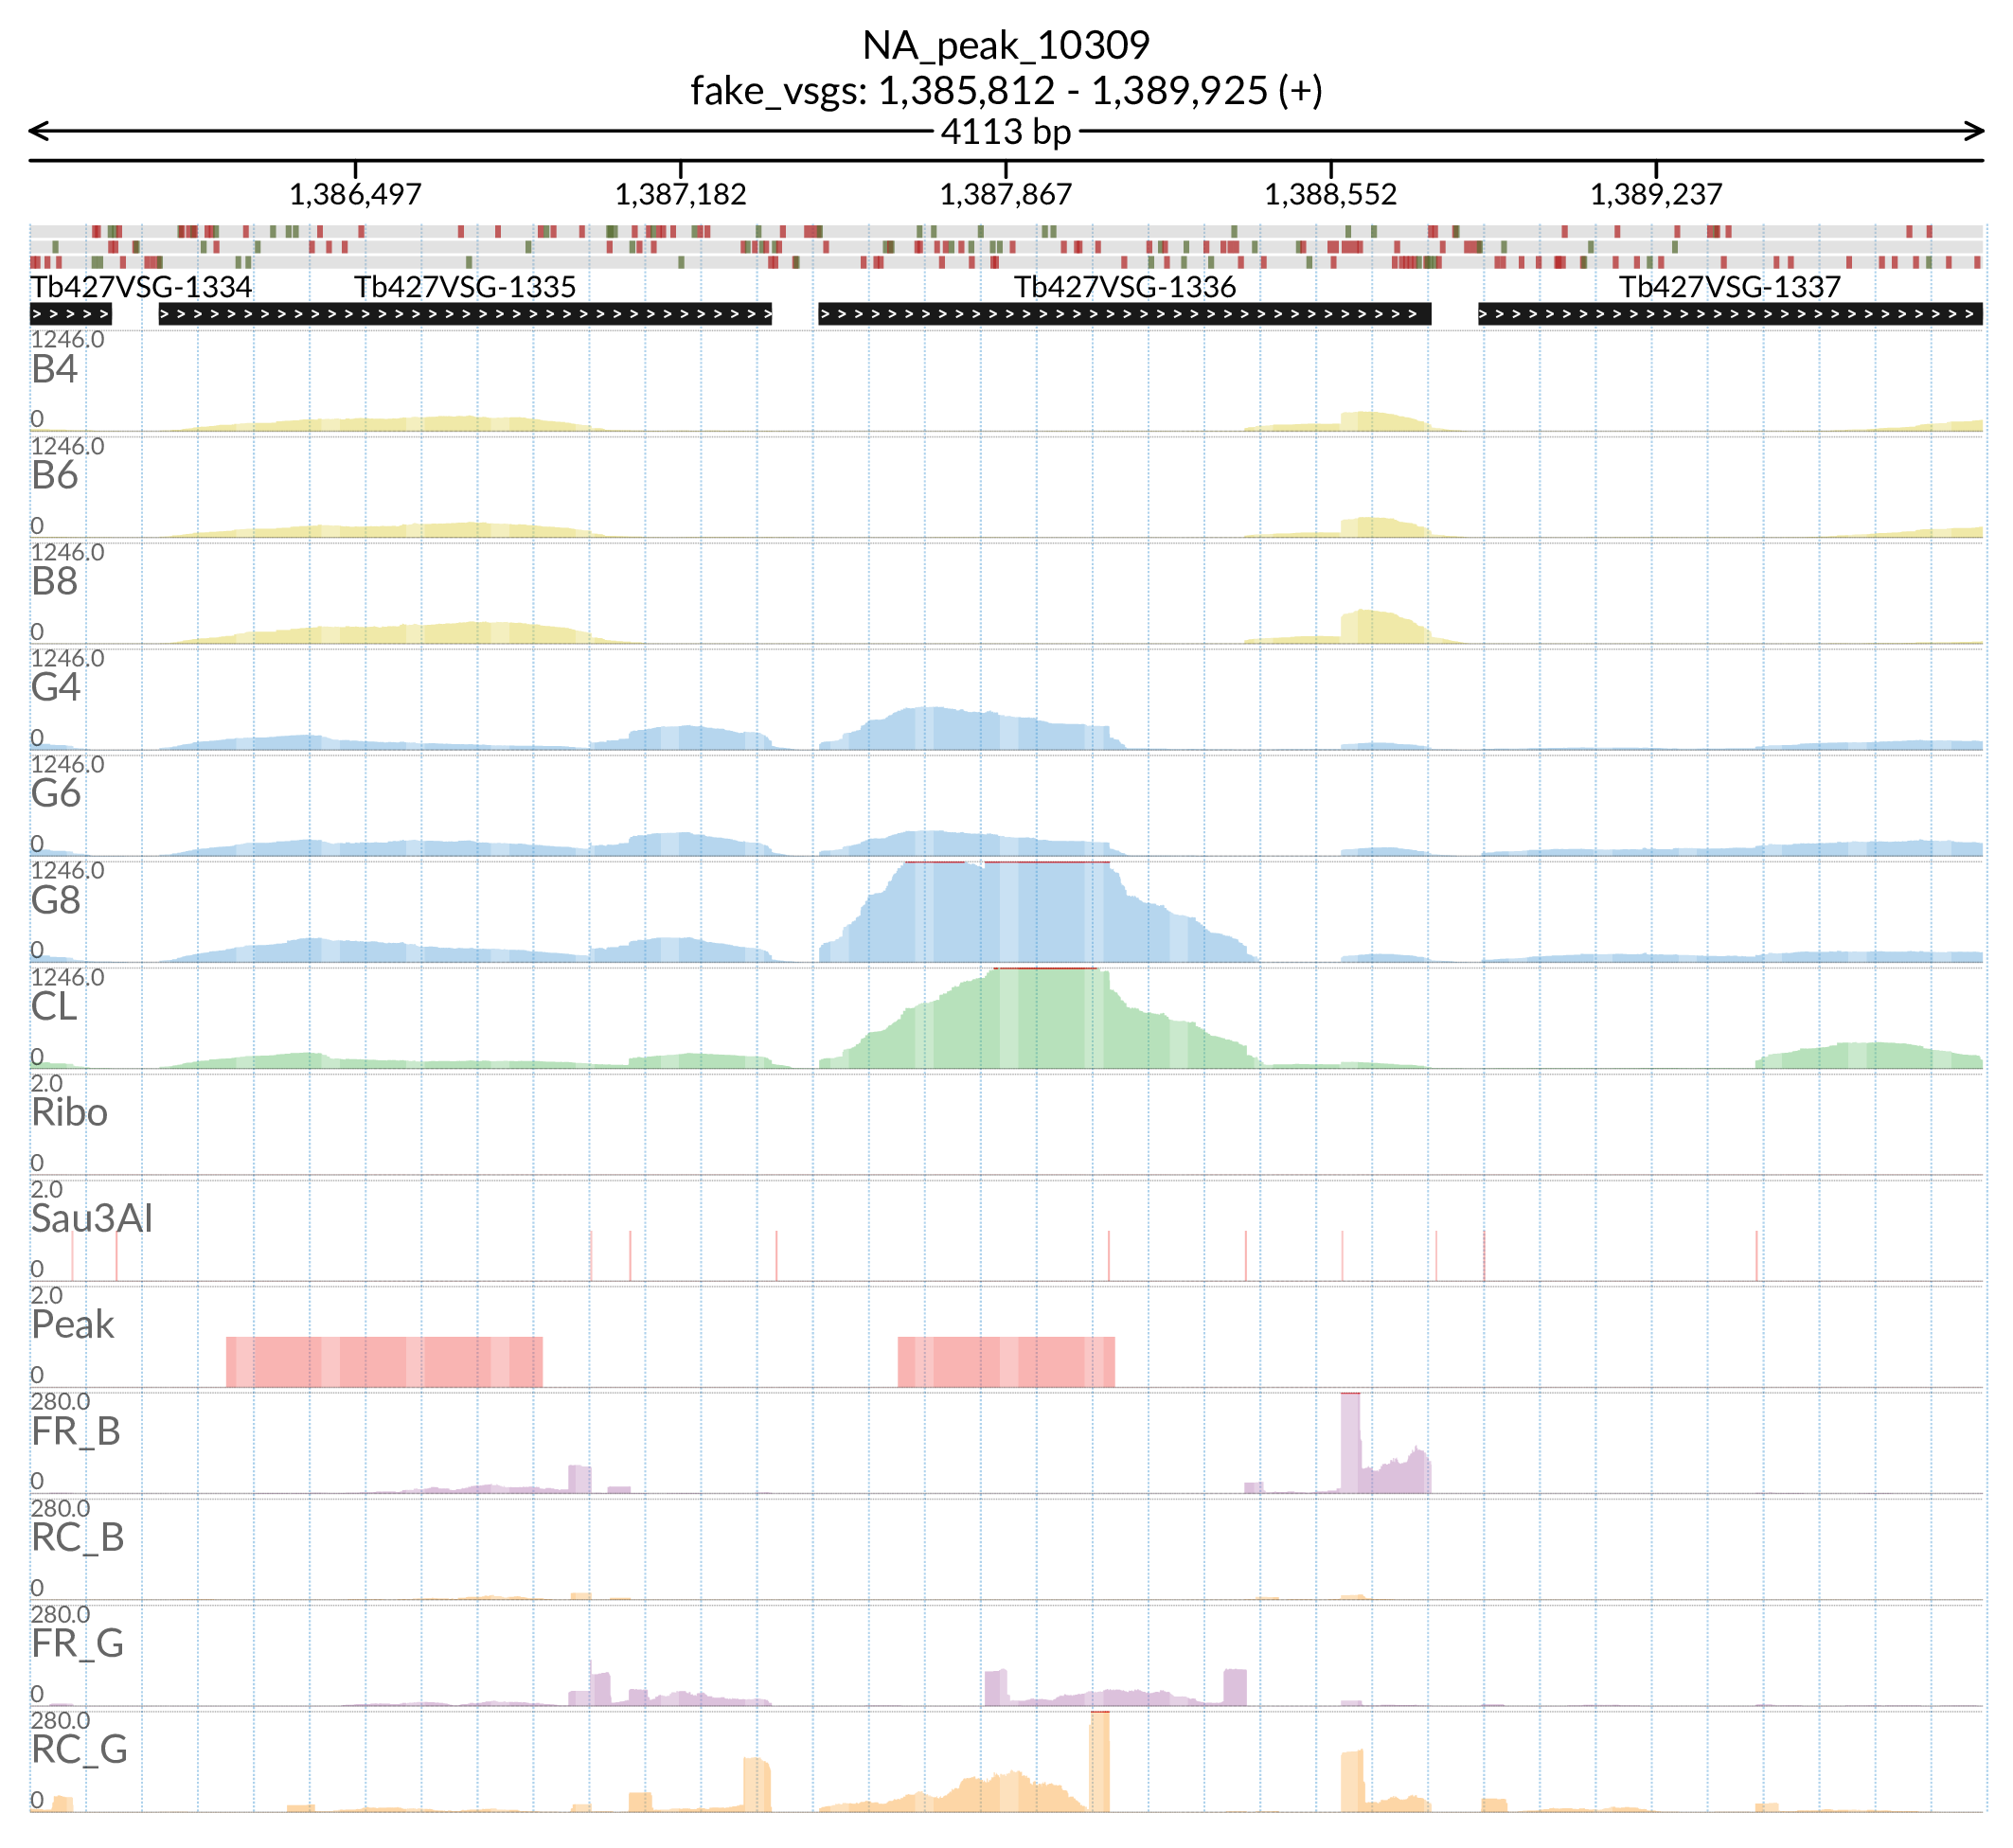 NA_peak_10309
fake_vsgs: 1,385,812 - 1,389,925 (+)
4113 bp
1,386,497 1,387,182 1,387,867 1,388,552 1,389,237
Tb427VSG-1334 Tb427VSG-1335 Tb427VSG-1336 Tb427VSG-1337
1246.0
B4
0
1246.0
B6
0
1246.0
B8
0
1246.0
G4
0
1246.0
G6
0
1246.0
G8
0
1246.0
CL
0
2.0
Ribo
0
2.0
Sau3AI
0
2.0
Peak
0
280.0
FR_B
0
280.0
RC_B
0
280.0
FR_G
0
280.0
RC_G
0